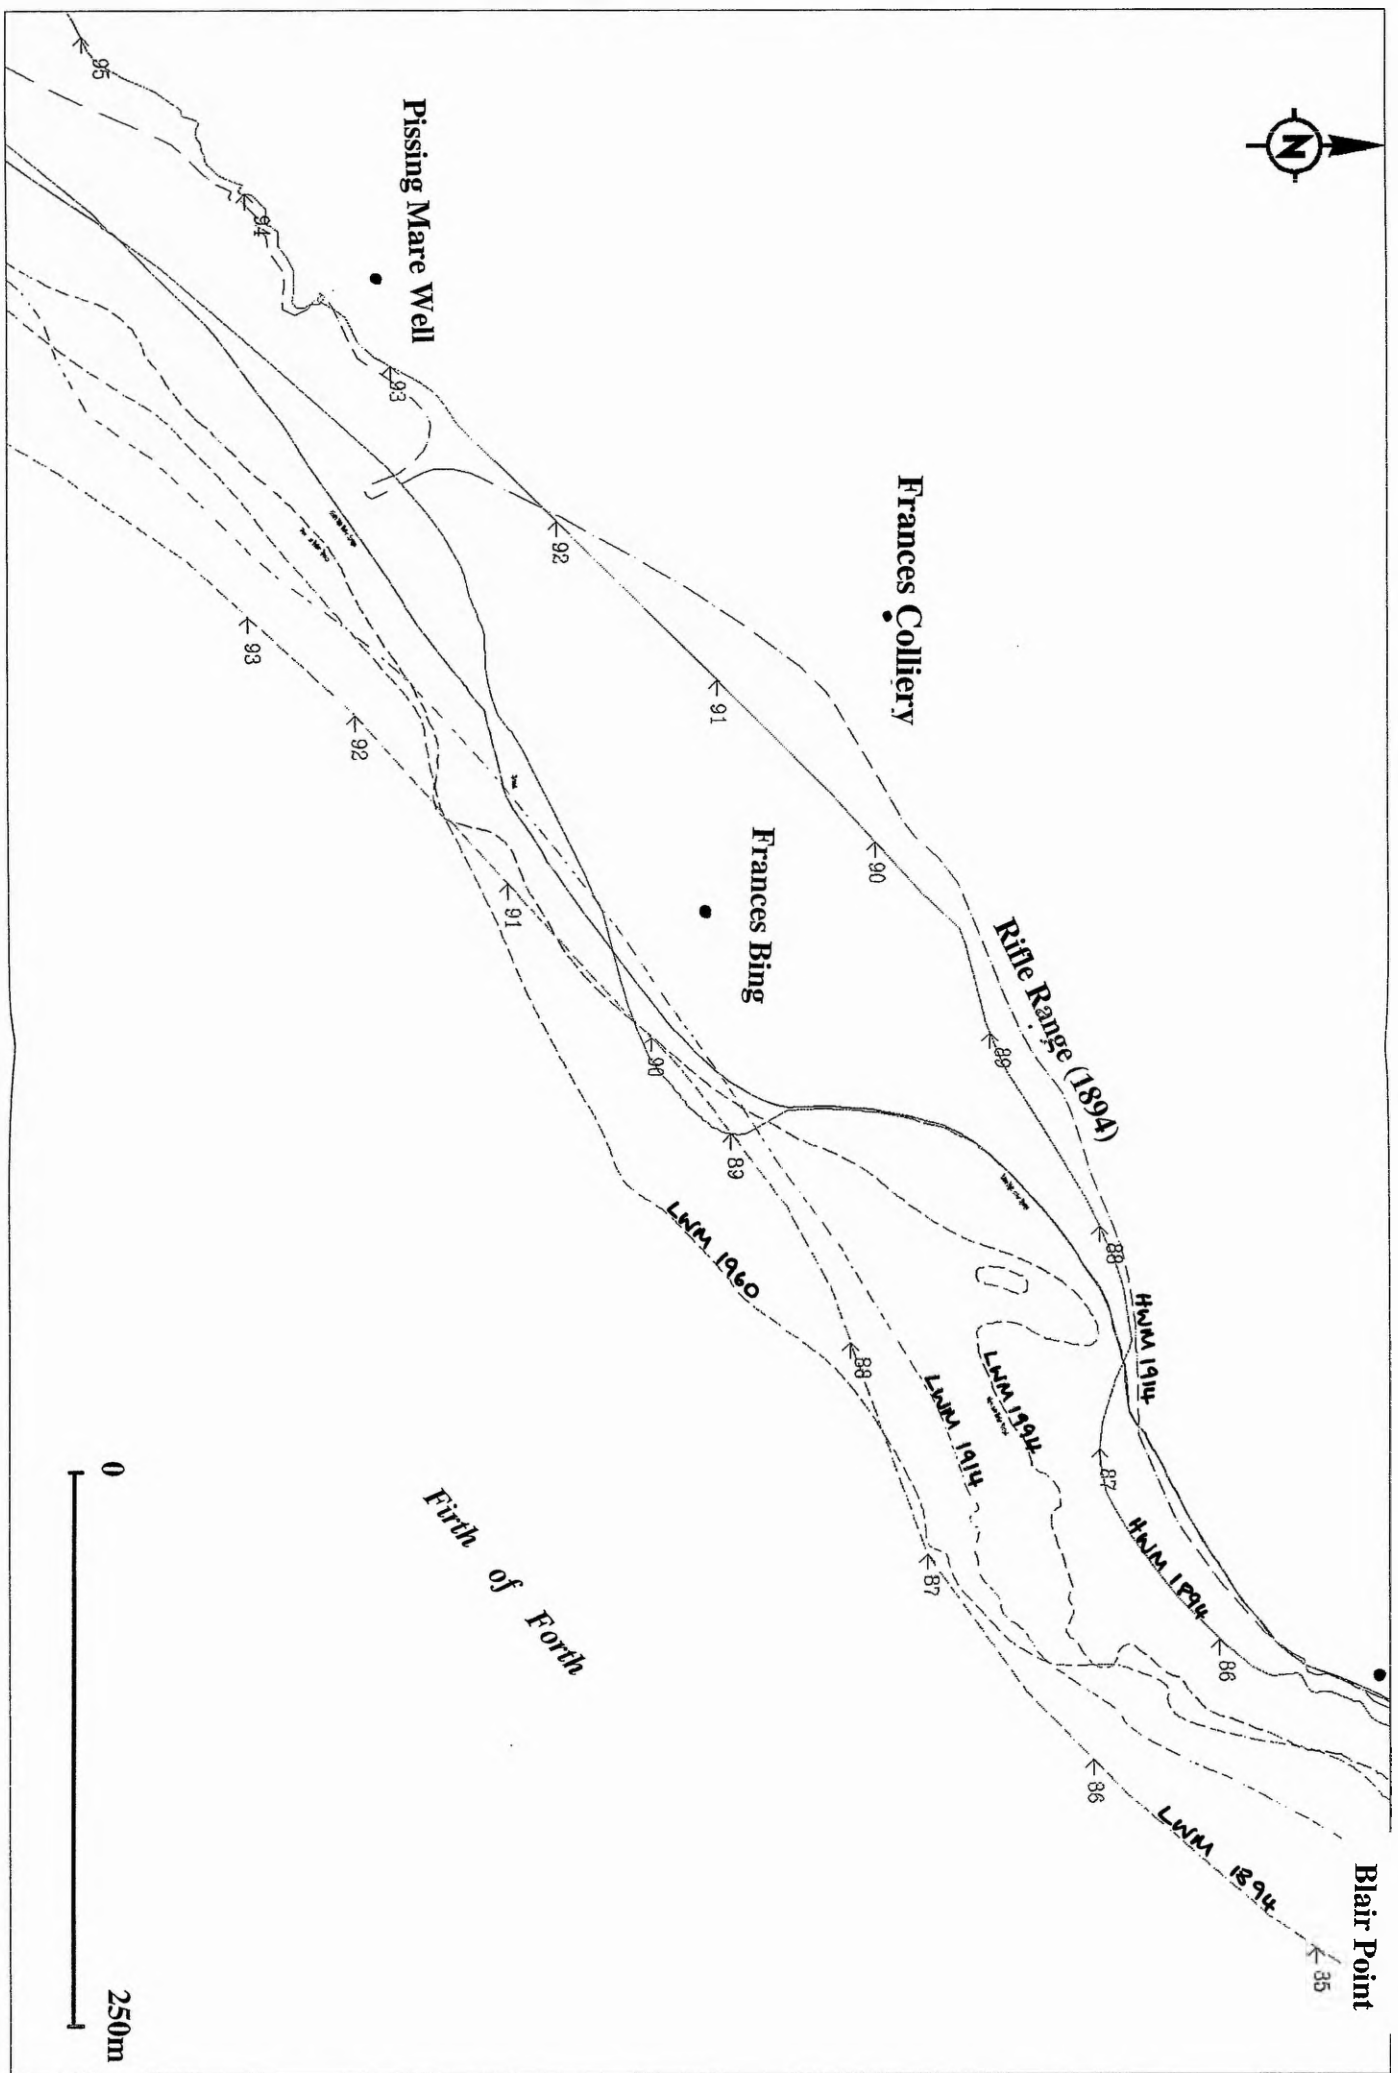 N
Pissing Mare Well
Frances Colliery
Frances Bing
Rifle Range (1894)
Blair Point
Firth of Forth
HWM 1914
HWM 1894
LWM 1994
LWM 1914
LWM 1960
LWM 1894
95
94
93
92
91
90
89
88
87
86
93
92
91
90
89
88
87
86
85
0
250m